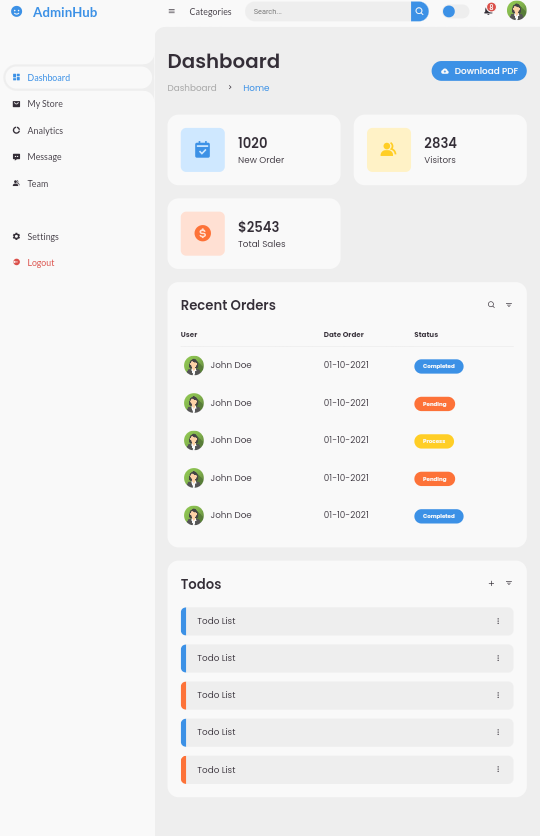 AdminHub
Categories
Search...
8
Dashboard
My Store
Analytics
Message
Team
Settings
Logout
Dashboard
Dashboard > Home
Download PDF
1020
New Order
2834
Visitors
$2543
Total Sales
Recent Orders
User Date Order Status
John Doe 01-10-2021 Completed
John Doe 01-10-2021 Pending
John Doe 01-10-2021 Process
John Doe 01-10-2021 Pending
John Doe 01-10-2021 Completed
Todos
Todo List
Todo List
Todo List
Todo List
Todo List